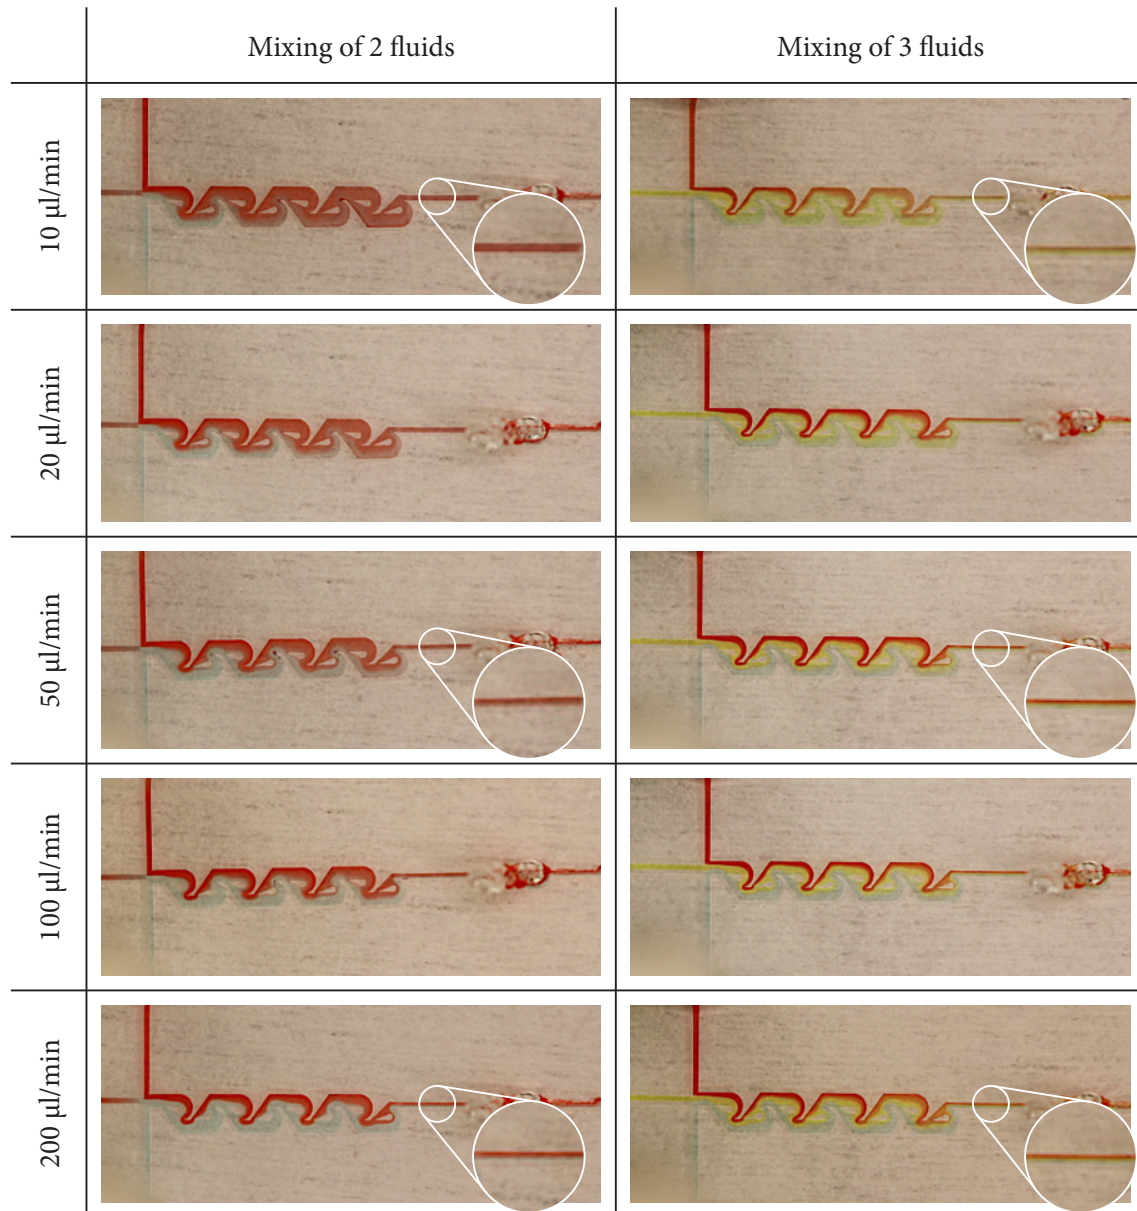 Mixing of 2 fluids
Mixing of 3 fluids
10 µl/min
20 µl/min
50 µl/min
100 µl/min
200 µl/min